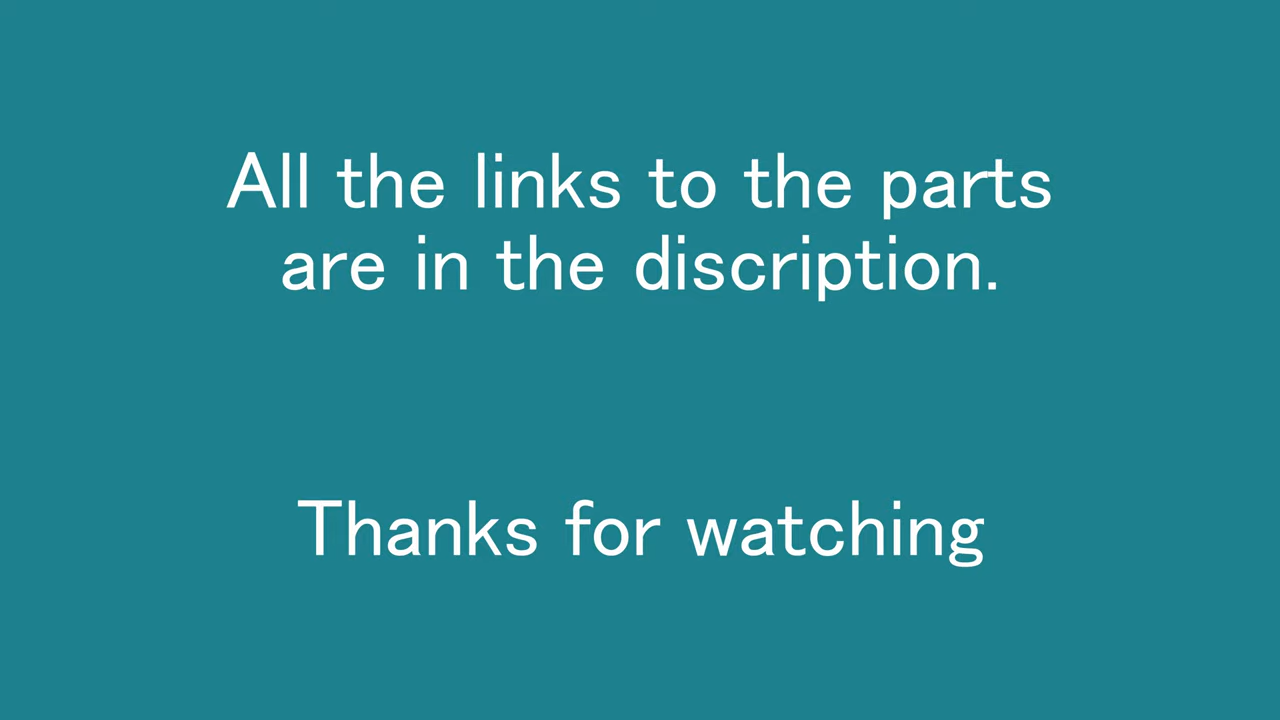 All the links to the parts
are in the discription.
Thanks for watching